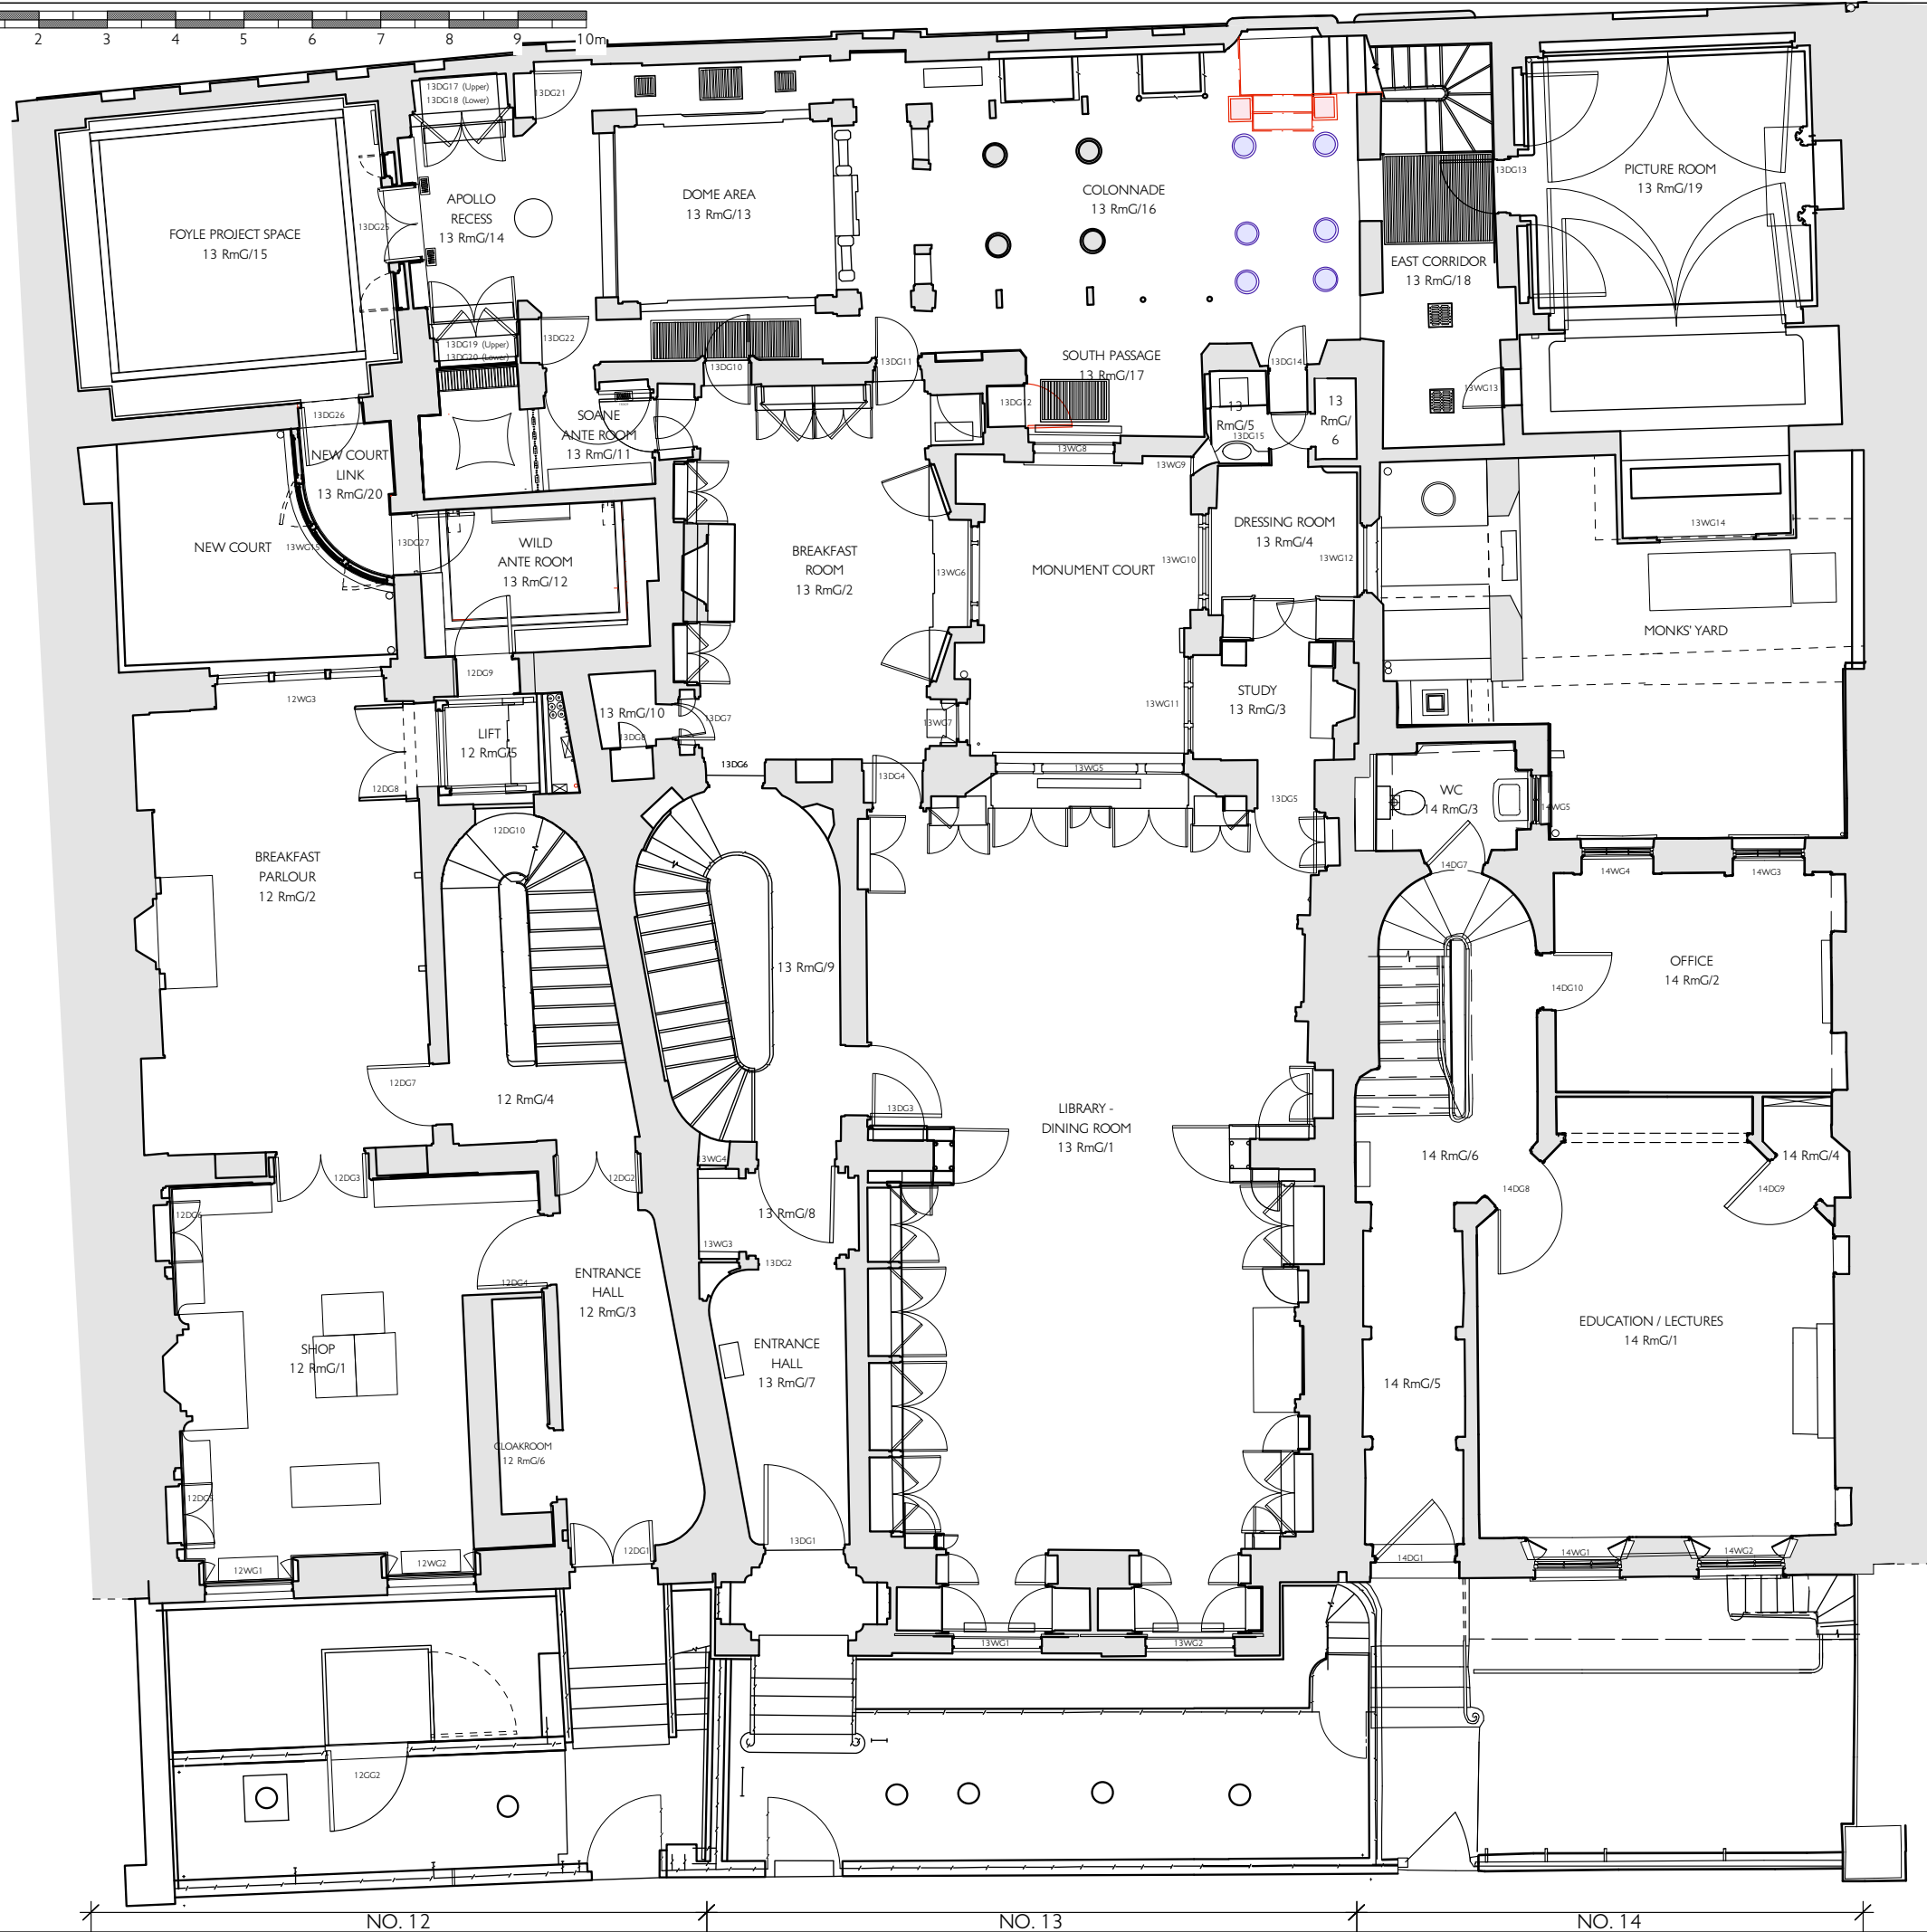 2 3 4 5 6 7 8 9 10m
13DG17 (Upper)
13DG18 (Lower)
13DG21
APOLLO
RECESS
13 RmG/14
DOME AREA
13 RmG/13
COLONNADE
13 RmG/16
13DG13
PICTURE ROOM
13 RmG/19
FOYLE PROJECT SPACE
13 RmG/15
13DG25
EAST CORRIDOR
13 RmG/18
13DG19 (Upper)
13DG20 (Lower)
13DG22
13DG10
13DG11
SOUTH PASSAGE
13 RmG/17
13DG14
13WG13
13DG12
13
RmG/5
13DG15
13
RmG/
6
13DG26
SOANE
ANTE ROOM
13 RmG/11
NEW COURT
LINK
13 RmG/20
13WG8
13WG9
NEW COURT
13WG15
13DG27
WILD
ANTE ROOM
13 RmG/12
BREAKFAST
ROOM
13 RmG/2
13WG6
MONUMENT COURT
13WG10
DRESSING ROOM
13 RmG/4
13WG12
13WG14
MONKS' YARD
12DG9
12WG3
13 RmG/10
13DG8
13DG7
13WG7
13WG11
STUDY
13 RmG/3
LIFT
12 RmG/5
12DG8
13DG6
13DG4
13WG5
13DG5
WC
14 RmG/3
14WG5
12DG10
14DG7
14WG4
14WG3
BREAKFAST
PARLOUR
12 RmG/2
13 RmG/9
OFFICE
14 RmG/2
14DG10
12DG7
12 RmG/4
13DG3
LIBRARY -
DINING ROOM
13 RmG/1
14 RmG/6
14 RmG/4
14DG8
14DG9
12DG3
12DG2
13WG4
12DG6
13 RmG/8
13WG3
13DG2
12DG4
ENTRANCE
HALL
12 RmG/3
SHOP
12 RmG/1
ENTRANCE
HALL
13 RmG/7
EDUCATION / LECTURES
14 RmG/1
14 RmG/5
CLOAKROOM
12 RmG/6
12DG5
12WG1
12WG2
12DG1
13DG1
14DG1
14WG1
14WG2
13WG1
13WG2
12GG2
NO. 12
NO. 13
NO. 14